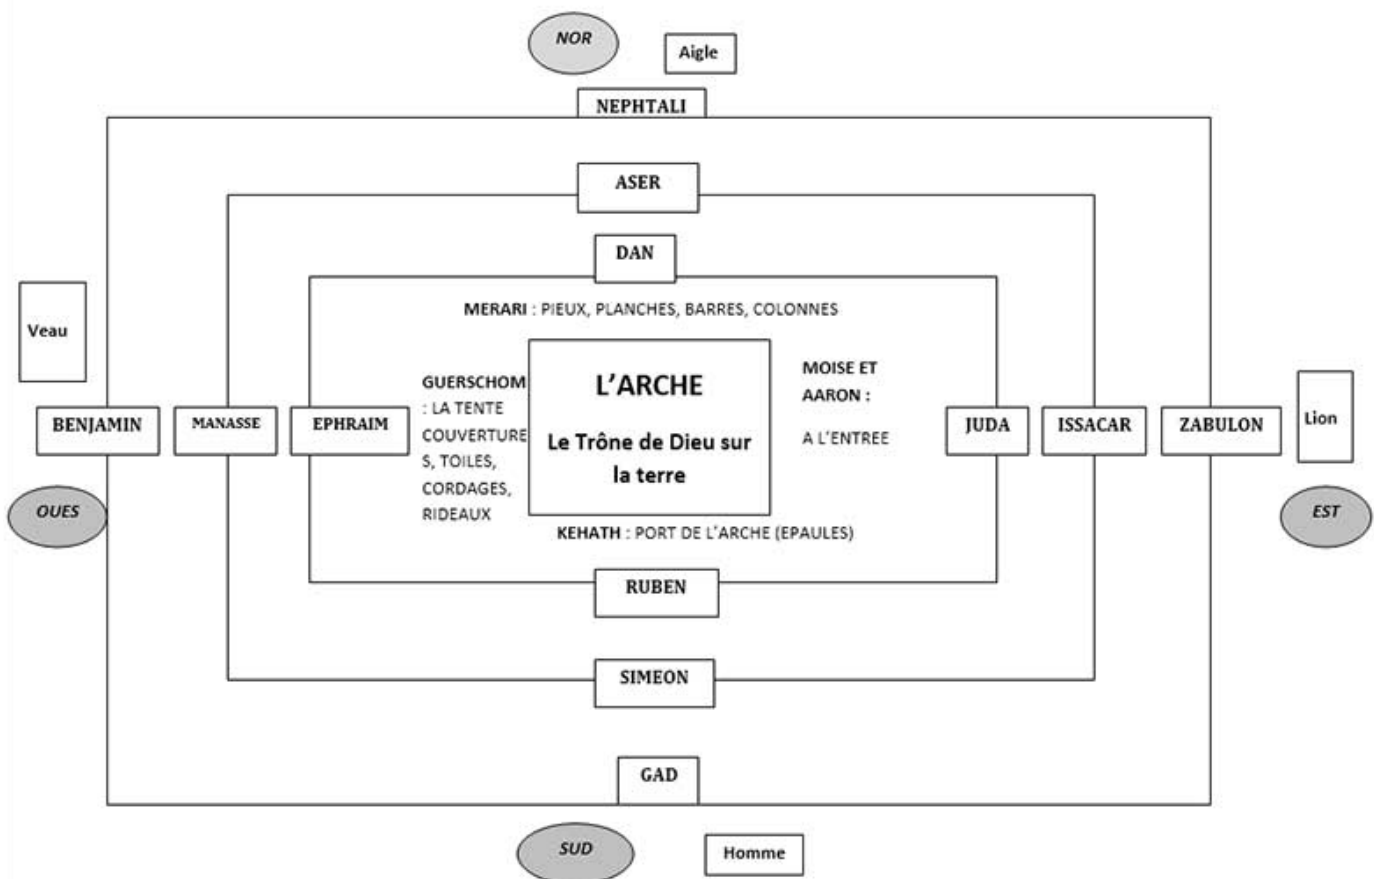 NOR
Aigle
NEPHTALI
ASER
DAN
MERARI : PIEUX, PLANCHES, BARRES, COLONNES
Veau
GUERSCHOM
: LA TENTE
COUVERTURE
S, TOILES,
CORDAGES,
RIDEAUX
L’ARCHE
Le Trône de Dieu sur
la terre
MOISE ET
AARON :
A L’ENTREE
BENJAMIN
MANASSE
EPHRAIM
JUDA
ISSACAR
ZABULON
Lion
OUES
EST
KEHATH : PORT DE L’ARCHE (EPAULES)
RUBEN
SIMEON
GAD
SUD
Homme